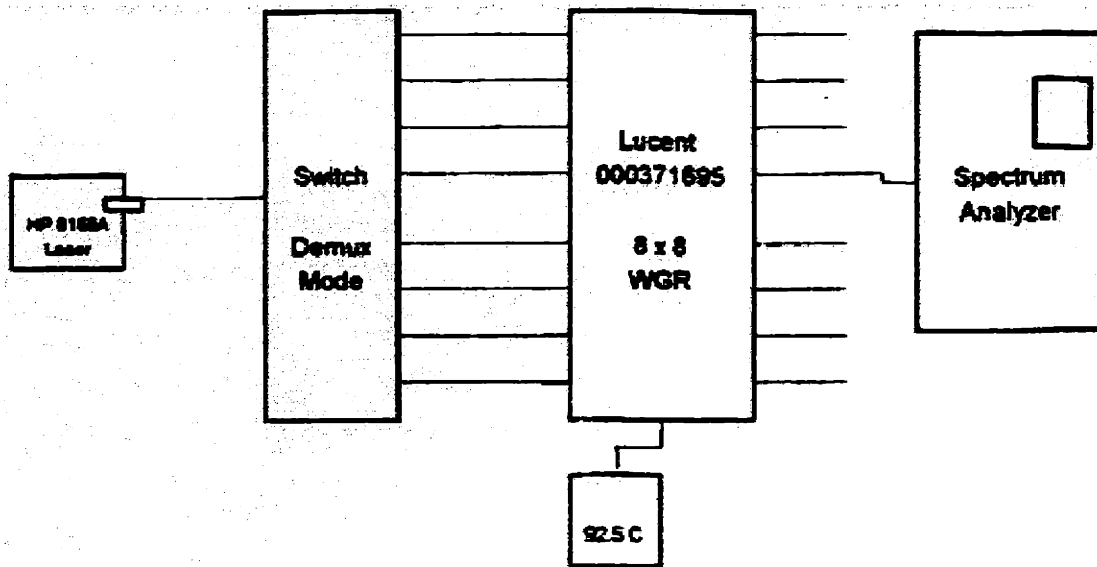 HP 8168A
Laser
Switch
Demux
Mode
Lucent
000371695
8 x 8
WGR
Spectrum
Analyzer
92.5 C